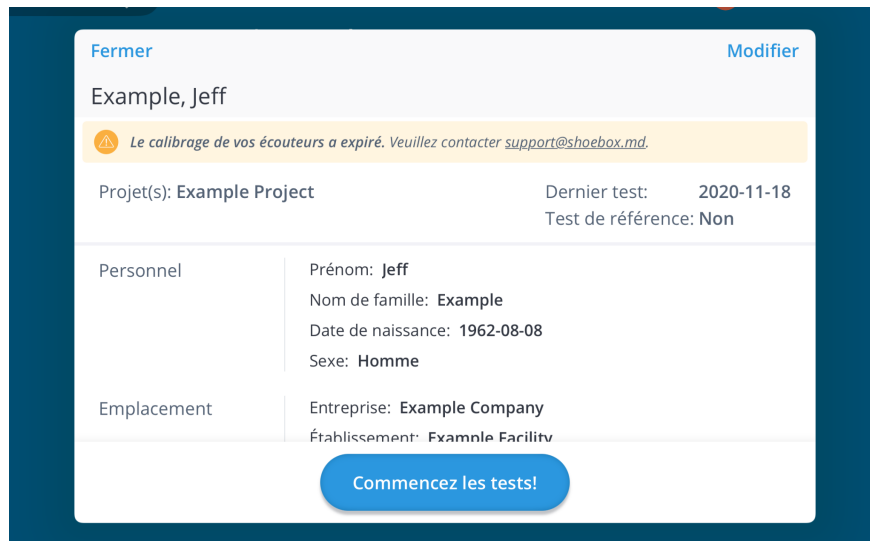 Fermer
Modifier
Example, Jeff
Le calibrage de vos écouteurs a expiré. Veuillez contacter support@shoebox.md.
Projet(s): Example Project
Dernier test: 2020-11-18
Test de référence: Non
Personnel
Prénom: Jeff
Nom de famille: Example
Date de naissance: 1962-08-08
Sexe: Homme
Emplacement
Entreprise: Example Company
Établissement: Example Facility
Commencez les tests!